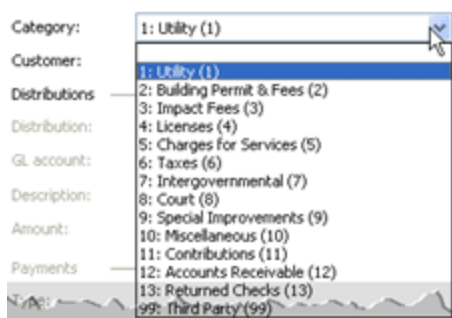 Category: 1: Utility (1)
Customer:
1: Utility (1)
Distributions
2: Building Permit & Fees (2)
3: Impact Fees (3)
Distribution:
4: Licenses (4)
5: Charges for Services (5)
GL account:
6: Taxes (6)
7: Intergovernmental (7)
Description:
8: Court (8)
9: Special Improvements (9)
Amount:
10: Miscellaneous (10)
11: Contributions (11)
Payments
12: Accounts Receivable (12)
13: Returned Checks (13)
Type:
99: Third Party (99)